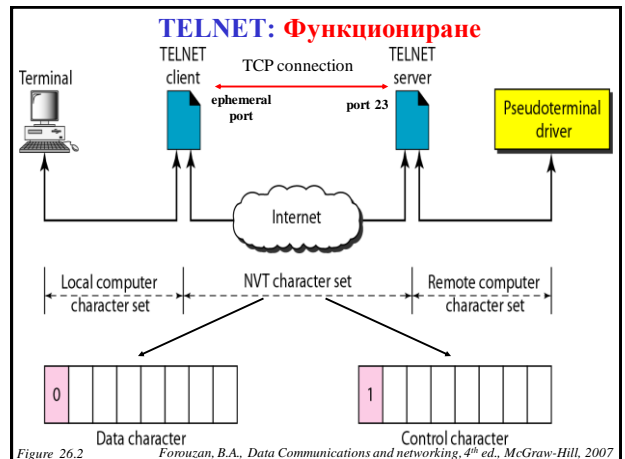 TELNET: Функциониране
TELNET
client
TCP connection
TELNET
server
Terminal
ephemeral
port
port 23
Pseudoterminal
driver
Internet
Local computer
character set
NVT character set
Remote computer
character set
0
1
Data character
Control character
Figure 26.2
Forouzan, B.A., Data Communications and networking, 4th ed., McGraw-Hill, 2007